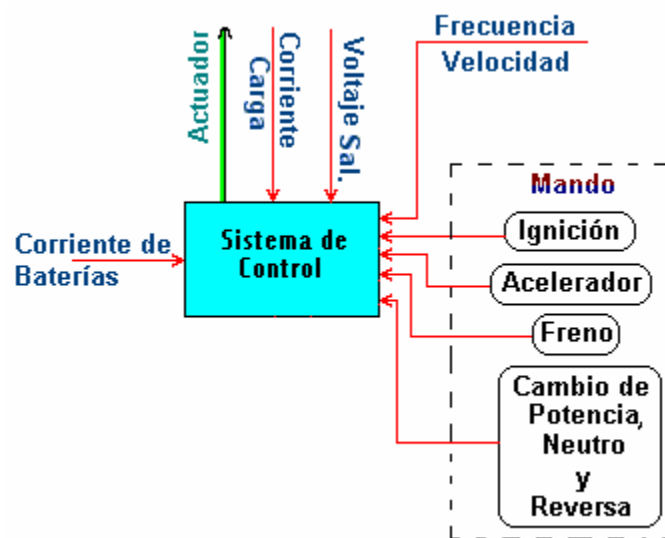 Actuador
Corriente
Carga
Voltaje Sal.
Frecuencia
Velocidad
Corriente de
Baterías
Sistema de
Control
Mando
Ignición
Acelerador
Freno
Cambio de
Potencia,
Neutro
y
Reversa